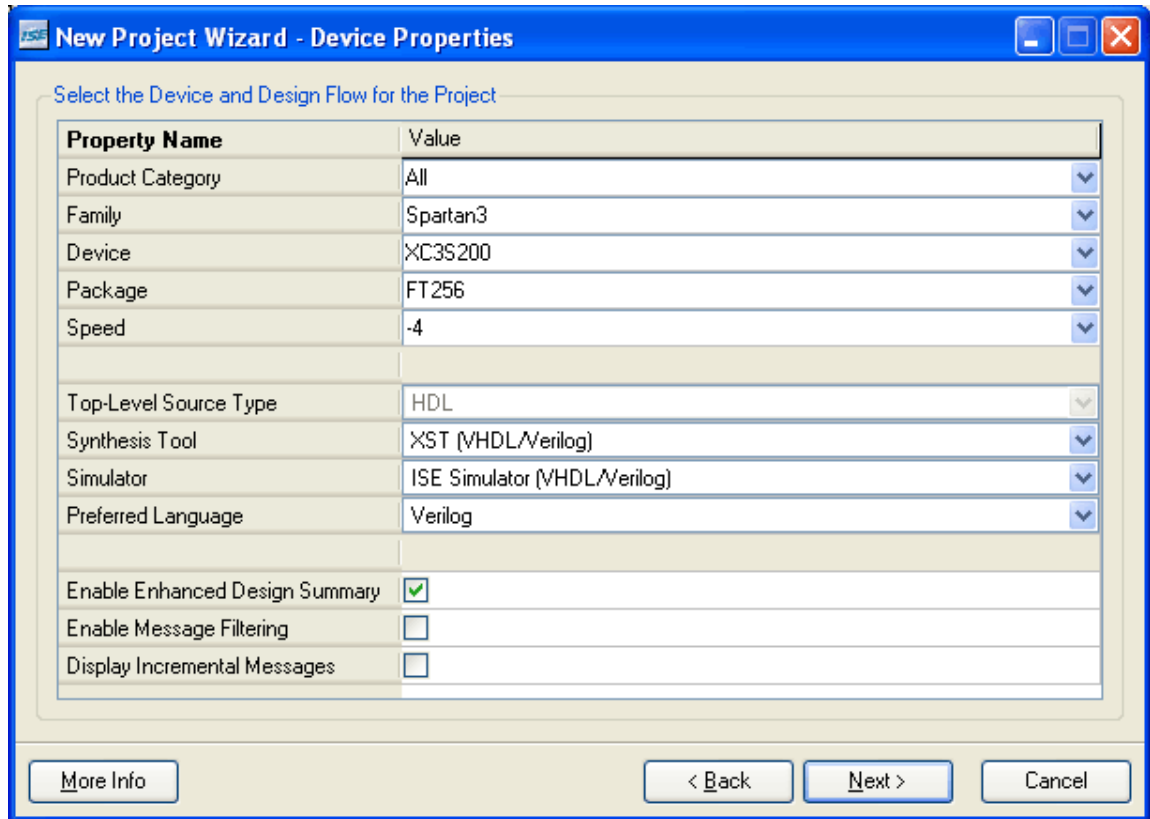 ISE New Project Wizard - Device Properties
Select the Device and Design Flow for the Project
Property Name Value
Product Category All
Family Spartan3
Device XC3S200
Package FT256
Speed -4
Top-Level Source Type HDL
Synthesis Tool XST (VHDL/Verilog)
Simulator ISE Simulator (VHDL/Verilog)
Preferred Language Verilog
Enable Enhanced Design Summary
Enable Message Filtering
Display Incremental Messages
More Info < Back Next > Cancel